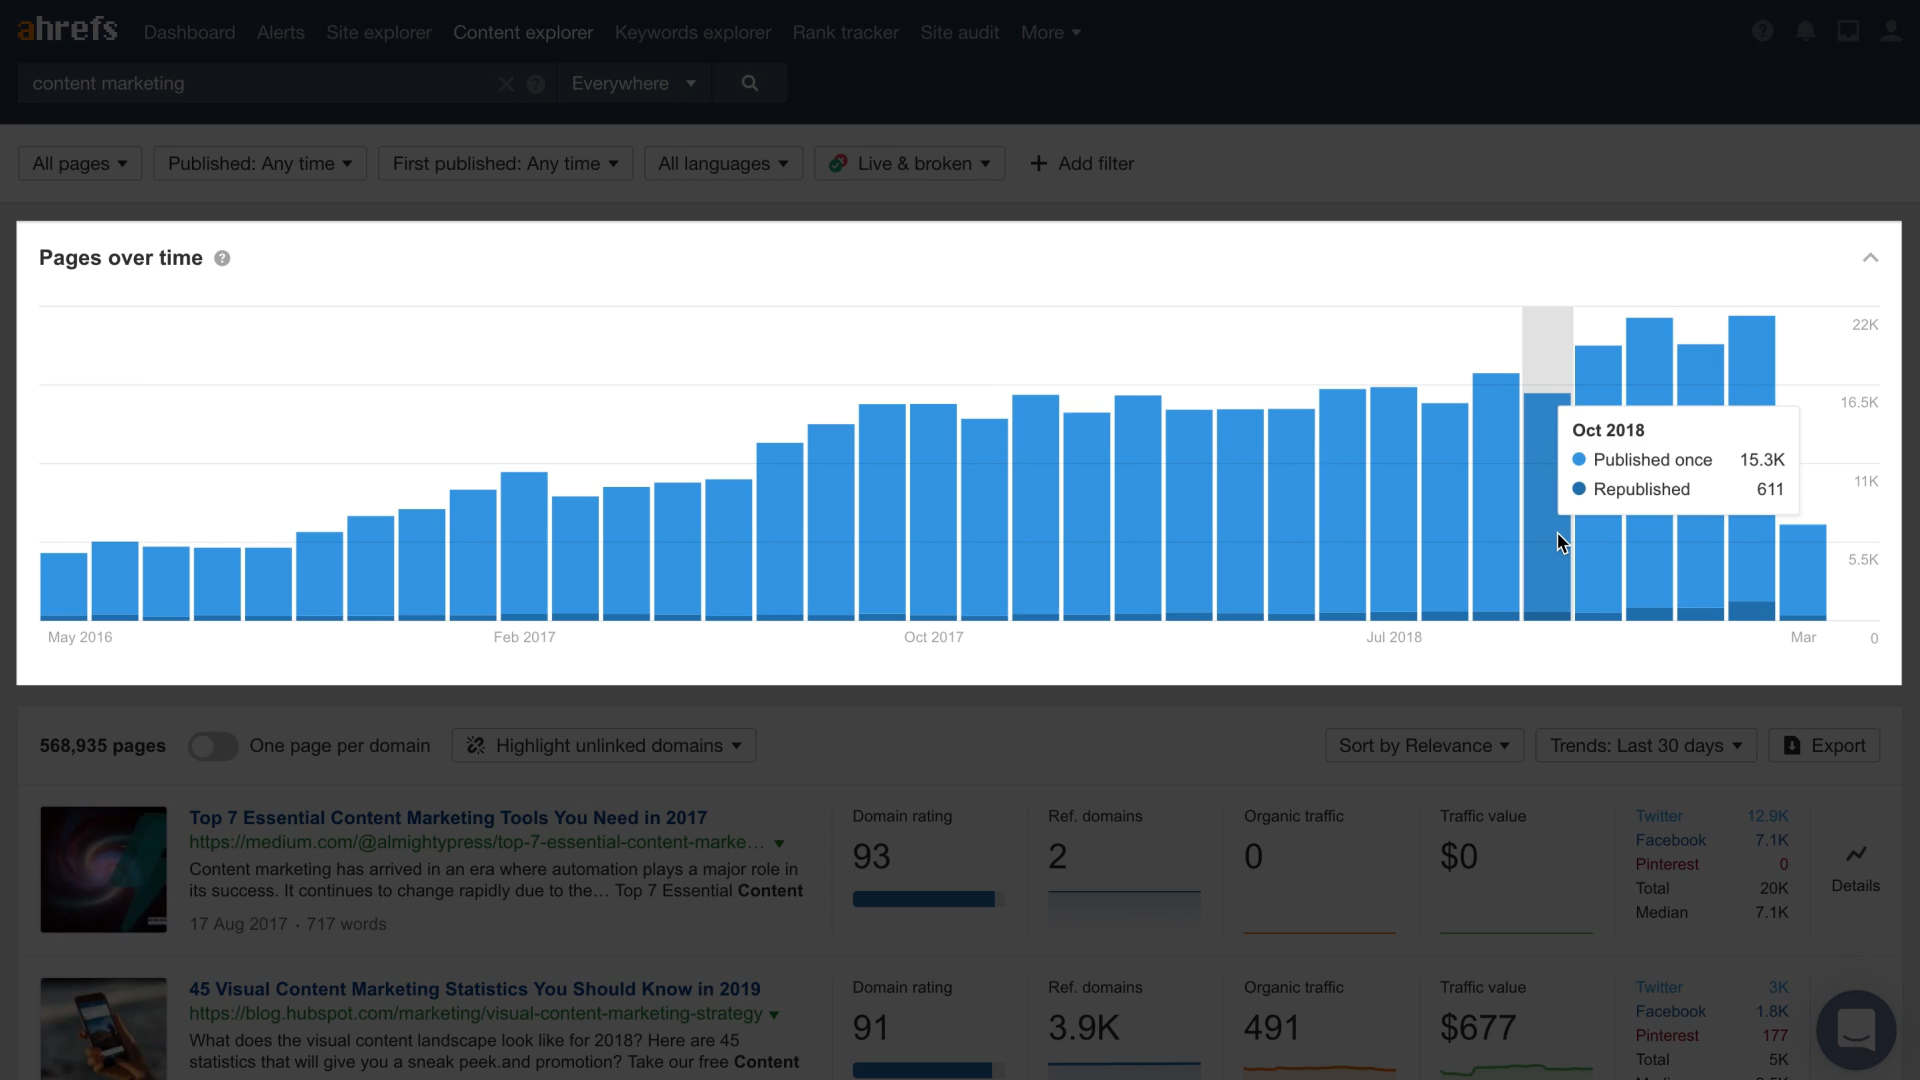 ahrefs Dashboard Alerts Site explorer Content explorer Keywords explorer Rank tracker Site audit More
content marketing Everywhere
All pages Published: Any time First published: Any time All languages Live & broken Add filter
Pages over time
22K
16.5K
11K
5.5K
0
Oct 2018
Published once 15.3K
Republished 611
May 2016 Feb 2017 Oct 2017 Jul 2018 Mar
568,935 pages One page per domain Highlight unlinked domains Sort by Relevance Trends: Last 30 days Export
Top 7 Essential Content Marketing Tools You Need in 2017
https://medium.com/@almightypress/top-7-essential-content-marke…
Content marketing has arrived in an era where automation plays a major role in
its success. It continues to change rapidly due to the… Top 7 Essential Content
17 Aug 2017 · 717 words
Domain rating
93
Ref. domains
2
Organic traffic
0
Traffic value
$0
Twitter 12.9K
Facebook 7.1K
Pinterest 0
Total 20K
Median 7.1K
Details
45 Visual Content Marketing Statistics You Should Know in 2019
https://blog.hubspot.com/marketing/visual-content-marketing-strategy
What does the visual content landscape look like for 2018? Here are 45
statistics that will give you a sneak peek.and promotion? Take our free Content
Domain rating
91
Ref. domains
3.9K
Organic traffic
491
Traffic value
$677
Twitter 3K
Facebook 1.8K
Pinterest 177
Total 5K